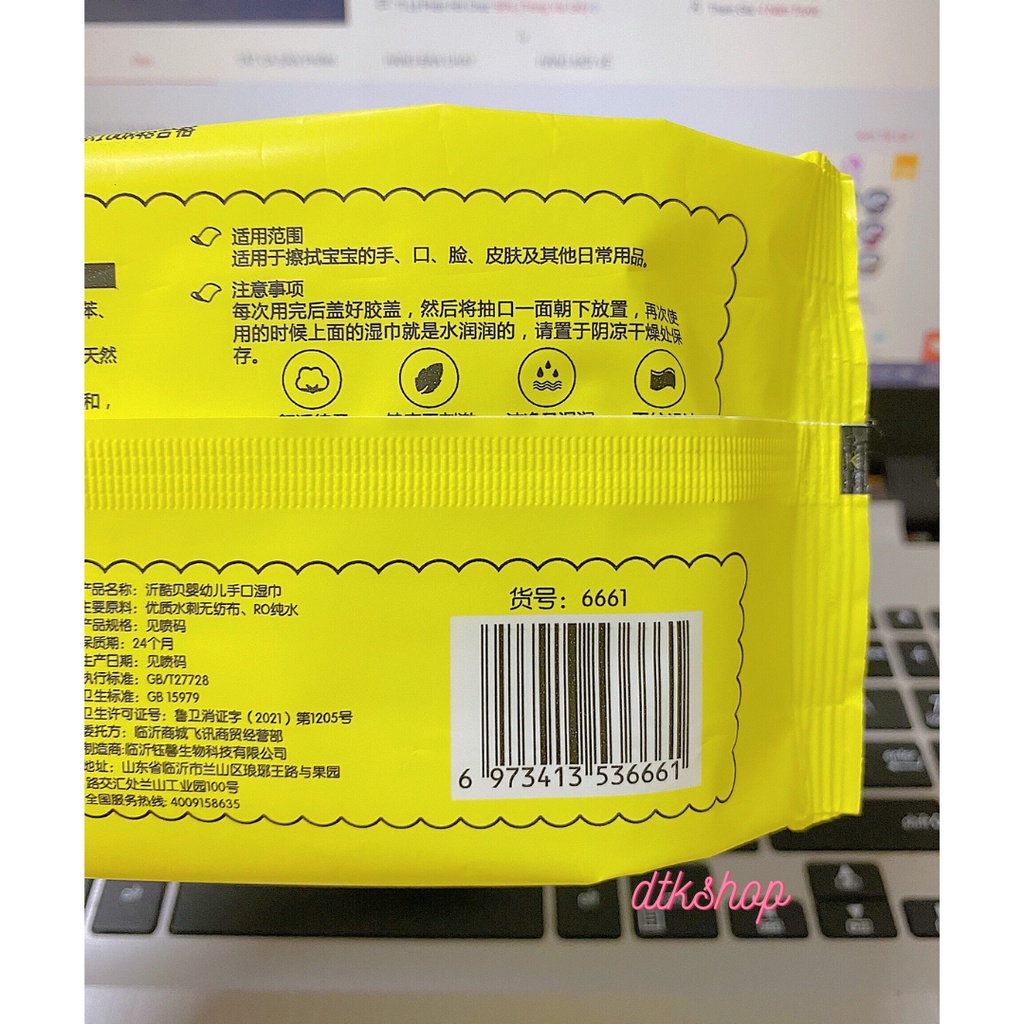 适用范围
适用于擦拭宝宝的手、口、脸、皮肤及其他日常用品。
注意事项
每次用完后盖好胶盖，然后将抽口一面朝下放置，再次使
用的时候上面的湿巾就是水润润的，请置于阴凉干燥处保
存。
苯、
天然
和，
产品名称：沂酷贝婴幼儿手口湿巾
主要原料：优质水刺无纺布、RO纯水
产品规格：见喷码
保质期：24个月
生产日期：见喷码
执行标准：GB/T27728
卫生标准：GB 15979
卫生许可证号：鲁卫消证字（2021）第1205号
委托方：临沂商城飞讯商贸经营部
制造商:临沂钰馨生物科技有限公司
地址：山东省临沂市兰山区琅琊王路与果园
路交汇处兰山工业园100号
全国服务热线: 4009158635
货号：6661
6 973413 536661
dtkshop